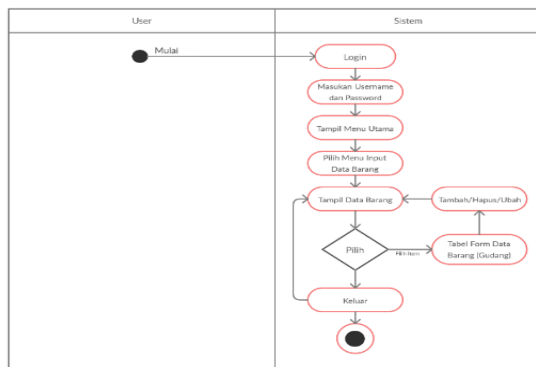 User
Sistem
Mulai
Login
Masukan Username
dan Password
Tampil Menu Utama
Pilih Menu Input
Data Barang
Tampil Data Barang
Tambah/Hapus/Ubah
Pilih
Pilih Item
Tabel Form Data
Barang (Gudang)
Keluar